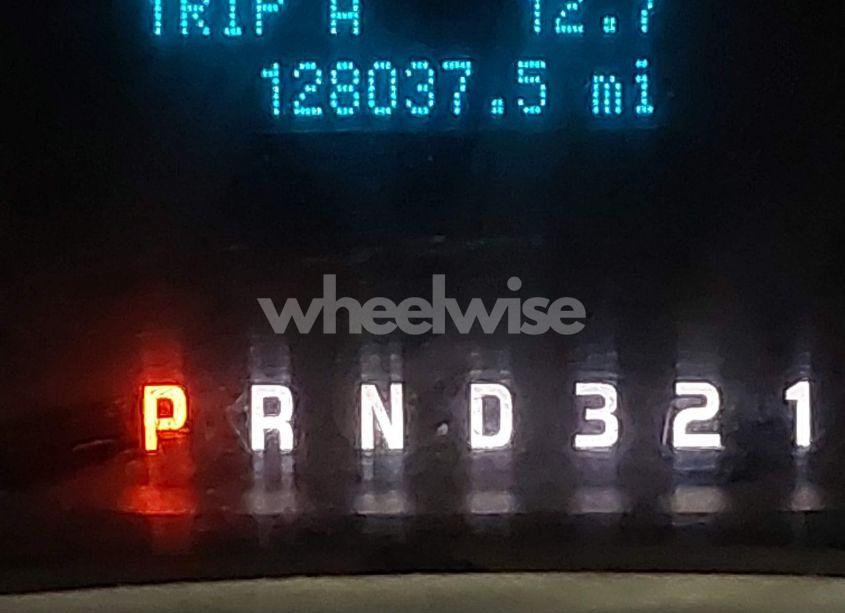 TRIP A 12.7
128037.5 mi
wheelwise
P R N D 3 2 1